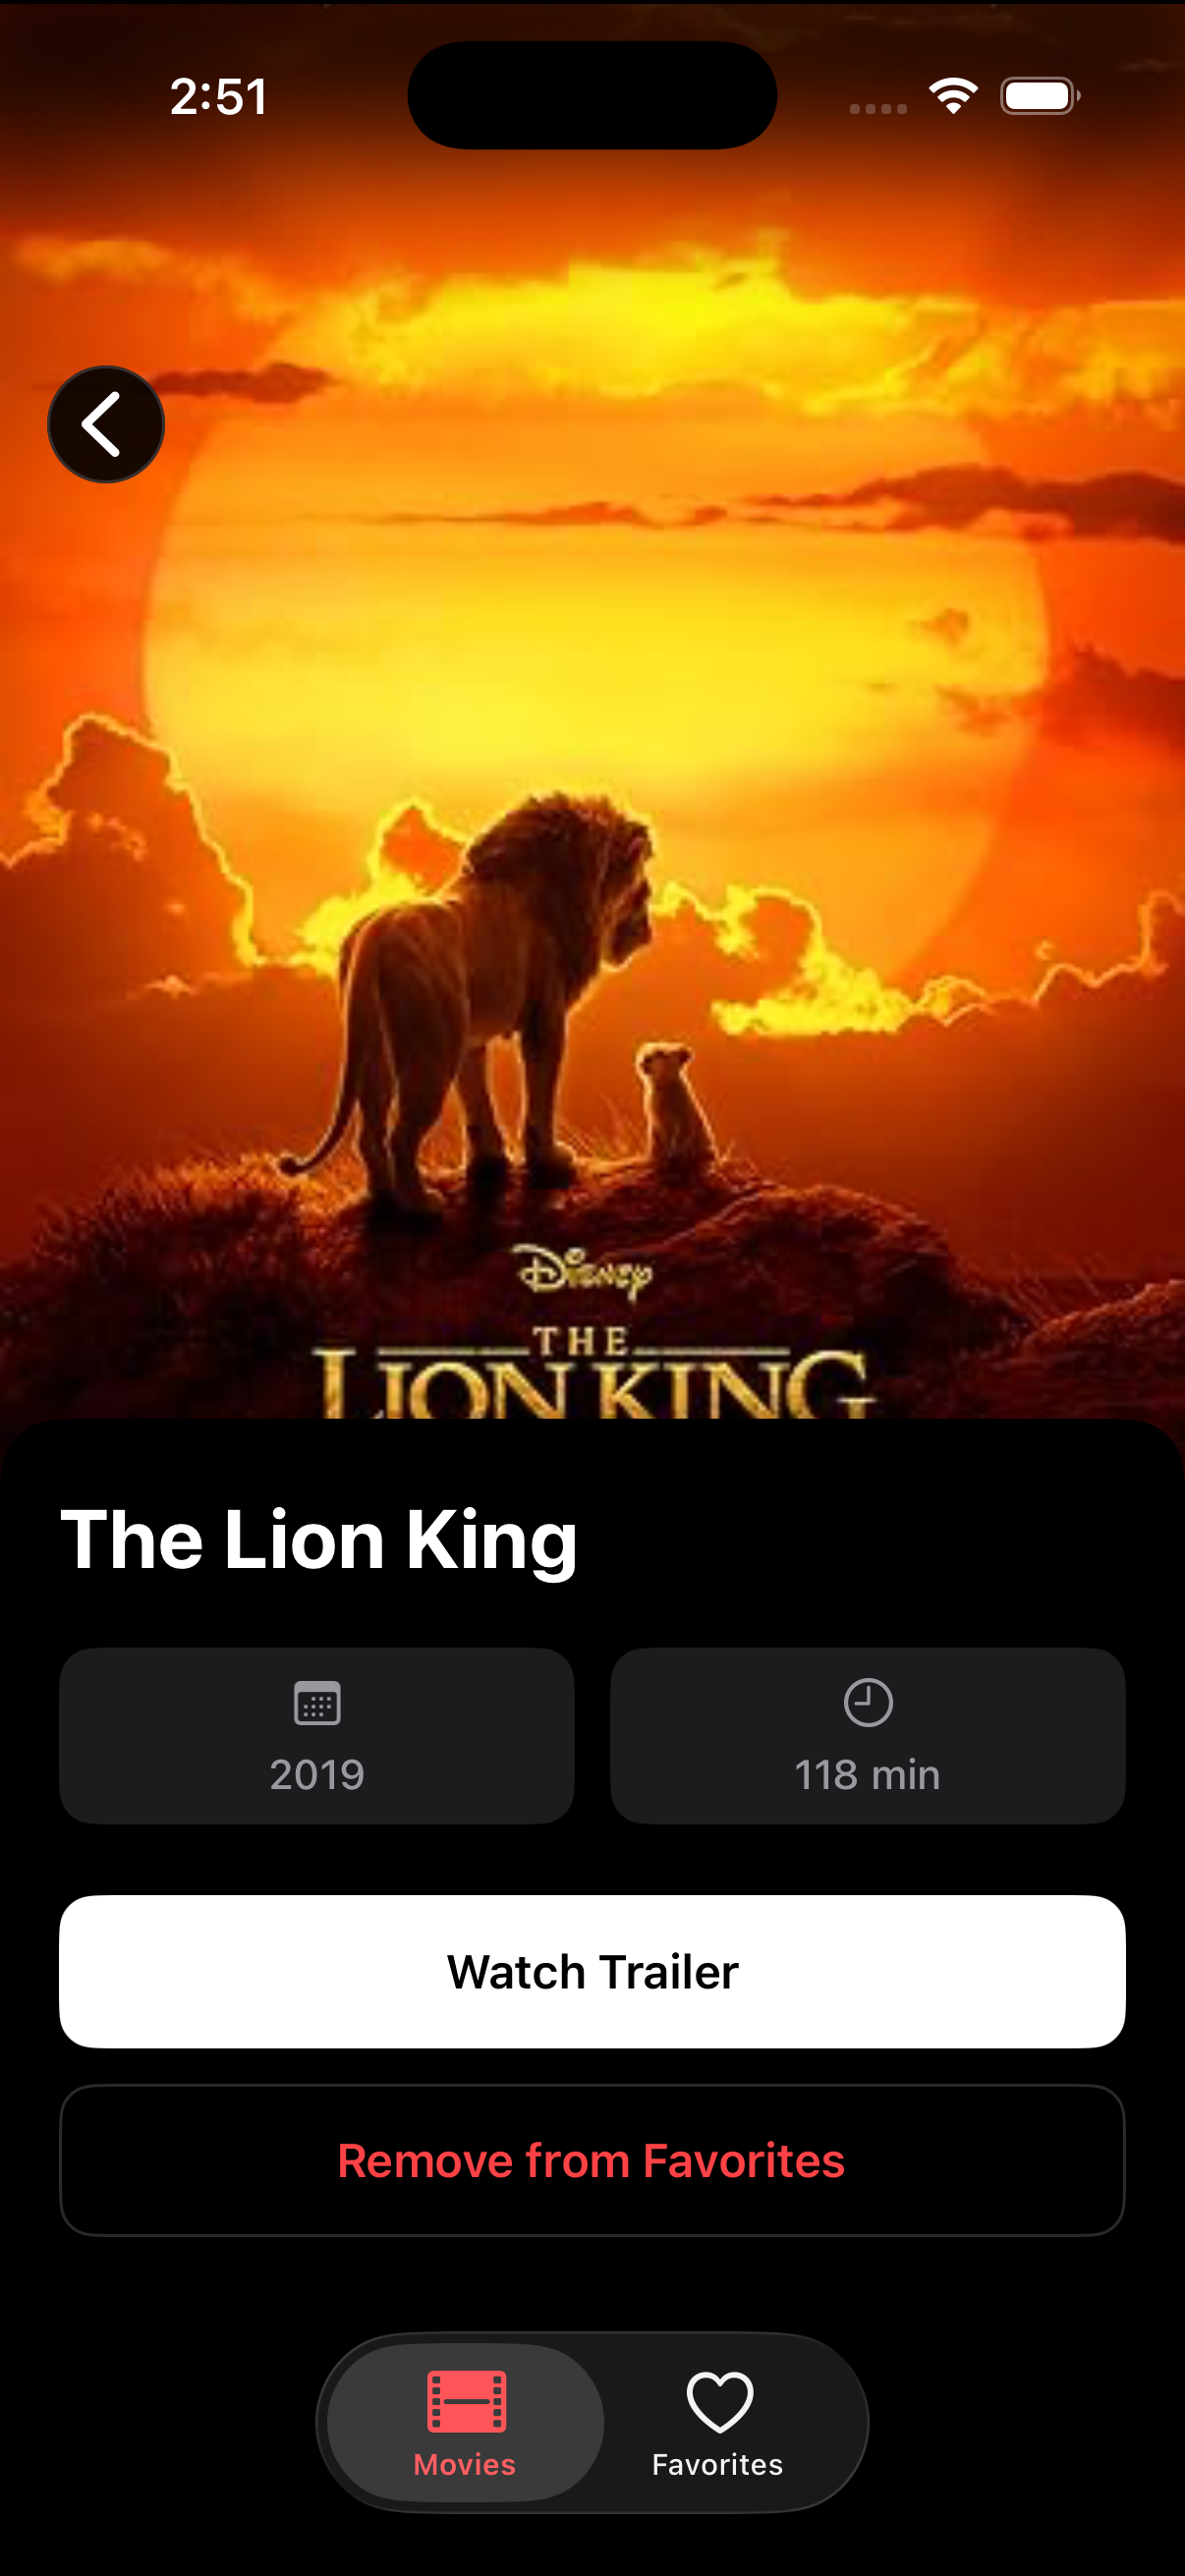 2:51
Disney
THE
LION KING
The Lion King
2019
118 min
Watch Trailer
Remove from Favorites
Movies
Favorites